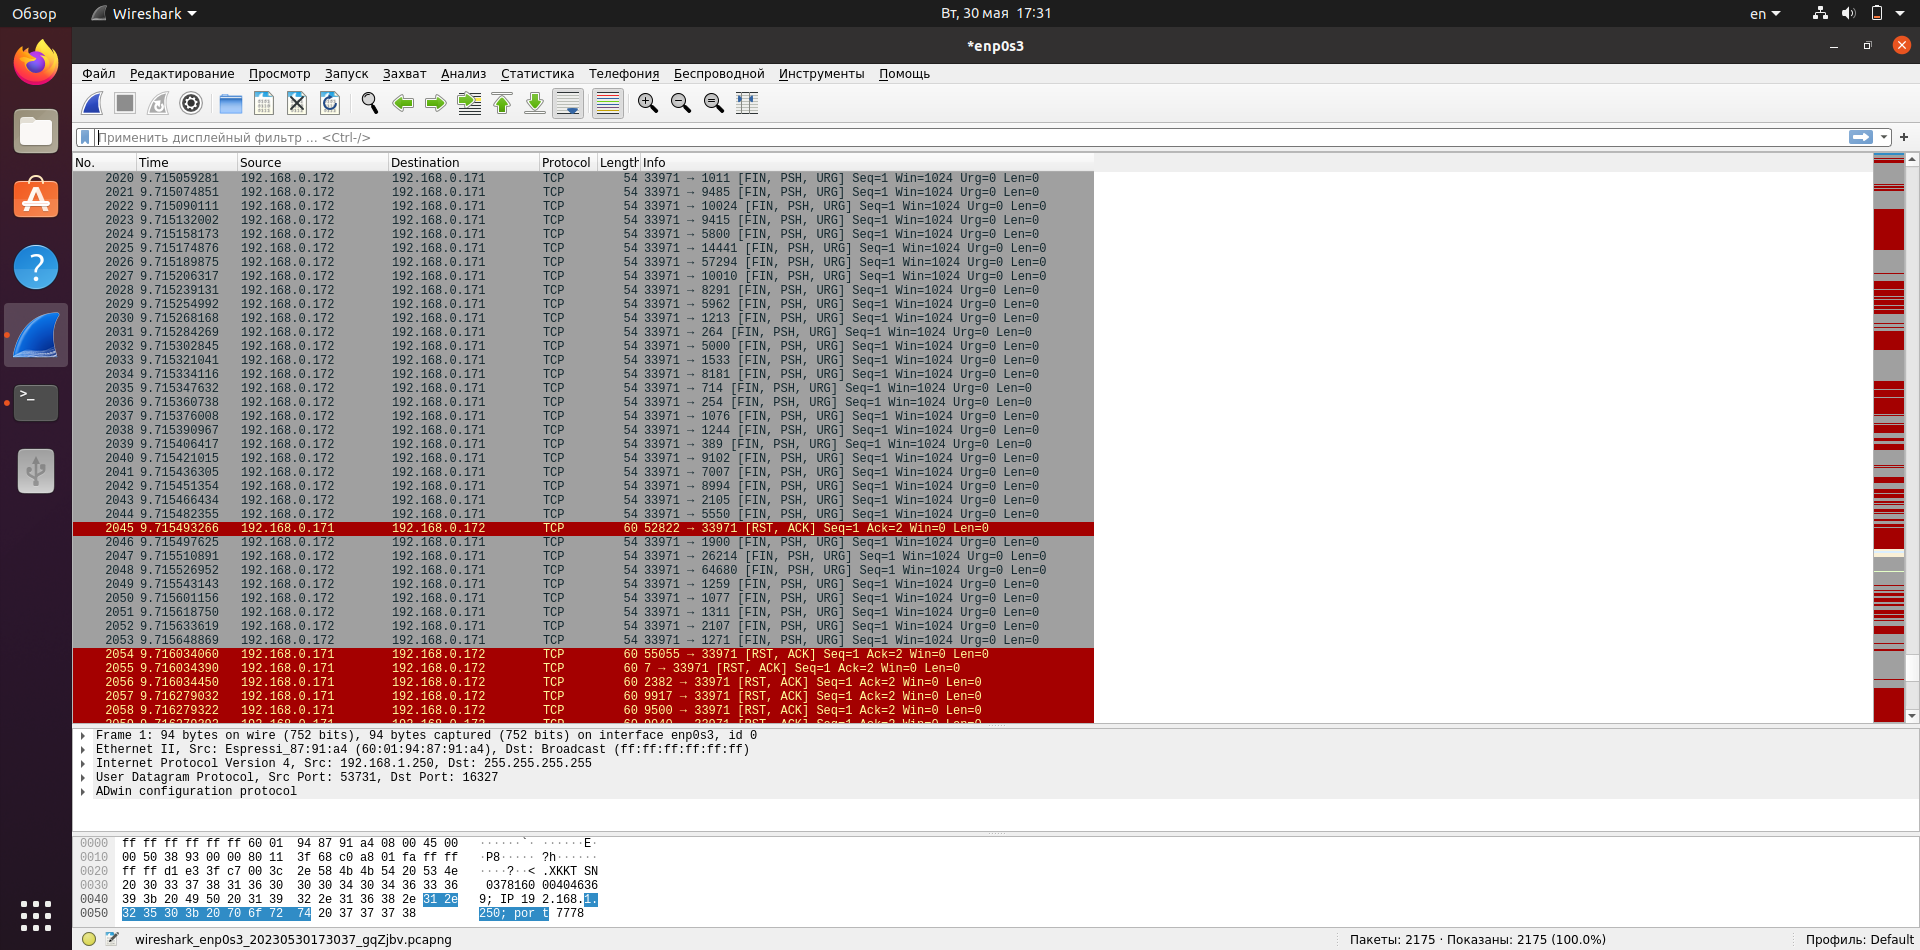 Обзор Wireshark Вт, 30 мая 17:31 en
*enp0s3
Файл Редактирование Просмотр Запуск Захват Анализ Статистика Телефония Беспроводной Инструменты Помощь
Применить дисплейный фильтр ... <Ctrl-/> +
No. Time Source Destination Protocol Length Info
2020 9.715059281 192.168.0.172 192.168.0.171 TCP 54 33971 → 1011 [FIN, PSH, URG] Seq=1 Win=1024 Urg=0 Len=0
2021 9.715074851 192.168.0.172 192.168.0.171 TCP 54 33971 → 9485 [FIN, PSH, URG] Seq=1 Win=1024 Urg=0 Len=0
2022 9.715090111 192.168.0.172 192.168.0.171 TCP 54 33971 → 10024 [FIN, PSH, URG] Seq=1 Win=1024 Urg=0 Len=0
2023 9.715132002 192.168.0.172 192.168.0.171 TCP 54 33971 → 9415 [FIN, PSH, URG] Seq=1 Win=1024 Urg=0 Len=0
2024 9.715158173 192.168.0.172 192.168.0.171 TCP 54 33971 → 5800 [FIN, PSH, URG] Seq=1 Win=1024 Urg=0 Len=0
2025 9.715174876 192.168.0.172 192.168.0.171 TCP 54 33971 → 14441 [FIN, PSH, URG] Seq=1 Win=1024 Urg=0 Len=0
2026 9.715189875 192.168.0.172 192.168.0.171 TCP 54 33971 → 57294 [FIN, PSH, URG] Seq=1 Win=1024 Urg=0 Len=0
2027 9.715206317 192.168.0.172 192.168.0.171 TCP 54 33971 → 10010 [FIN, PSH, URG] Seq=1 Win=1024 Urg=0 Len=0
2028 9.715239131 192.168.0.172 192.168.0.171 TCP 54 33971 → 8291 [FIN, PSH, URG] Seq=1 Win=1024 Urg=0 Len=0
2029 9.715254992 192.168.0.172 192.168.0.171 TCP 54 33971 → 5962 [FIN, PSH, URG] Seq=1 Win=1024 Urg=0 Len=0
2030 9.715268168 192.168.0.172 192.168.0.171 TCP 54 33971 → 1213 [FIN, PSH, URG] Seq=1 Win=1024 Urg=0 Len=0
2031 9.715284269 192.168.0.172 192.168.0.171 TCP 54 33971 → 264 [FIN, PSH, URG] Seq=1 Win=1024 Urg=0 Len=0
2032 9.715302845 192.168.0.172 192.168.0.171 TCP 54 33971 → 5000 [FIN, PSH, URG] Seq=1 Win=1024 Urg=0 Len=0
2033 9.715321041 192.168.0.172 192.168.0.171 TCP 54 33971 → 1533 [FIN, PSH, URG] Seq=1 Win=1024 Urg=0 Len=0
2034 9.715334116 192.168.0.172 192.168.0.171 TCP 54 33971 → 8181 [FIN, PSH, URG] Seq=1 Win=1024 Urg=0 Len=0
2035 9.715347632 192.168.0.172 192.168.0.171 TCP 54 33971 → 714 [FIN, PSH, URG] Seq=1 Win=1024 Urg=0 Len=0
2036 9.715360738 192.168.0.172 192.168.0.171 TCP 54 33971 → 254 [FIN, PSH, URG] Seq=1 Win=1024 Urg=0 Len=0
2037 9.715376008 192.168.0.172 192.168.0.171 TCP 54 33971 → 1076 [FIN, PSH, URG] Seq=1 Win=1024 Urg=0 Len=0
2038 9.715390967 192.168.0.172 192.168.0.171 TCP 54 33971 → 1244 [FIN, PSH, URG] Seq=1 Win=1024 Urg=0 Len=0
2039 9.715406417 192.168.0.172 192.168.0.171 TCP 54 33971 → 389 [FIN, PSH, URG] Seq=1 Win=1024 Urg=0 Len=0
2040 9.715421015 192.168.0.172 192.168.0.171 TCP 54 33971 → 9102 [FIN, PSH, URG] Seq=1 Win=1024 Urg=0 Len=0
2041 9.715436305 192.168.0.172 192.168.0.171 TCP 54 33971 → 7007 [FIN, PSH, URG] Seq=1 Win=1024 Urg=0 Len=0
2042 9.715451354 192.168.0.172 192.168.0.171 TCP 54 33971 → 8994 [FIN, PSH, URG] Seq=1 Win=1024 Urg=0 Len=0
2043 9.715466434 192.168.0.172 192.168.0.171 TCP 54 33971 → 2105 [FIN, PSH, URG] Seq=1 Win=1024 Urg=0 Len=0
2044 9.715482355 192.168.0.172 192.168.0.171 TCP 54 33971 → 5550 [FIN, PSH, URG] Seq=1 Win=1024 Urg=0 Len=0
2045 9.715493266 192.168.0.171 192.168.0.172 TCP 60 52822 → 33971 [RST, ACK] Seq=1 Ack=2 Win=0 Len=0
2046 9.715497625 192.168.0.172 192.168.0.171 TCP 54 33971 → 1900 [FIN, PSH, URG] Seq=1 Win=1024 Urg=0 Len=0
2047 9.715510891 192.168.0.172 192.168.0.171 TCP 54 33971 → 26214 [FIN, PSH, URG] Seq=1 Win=1024 Urg=0 Len=0
2048 9.715526952 192.168.0.172 192.168.0.171 TCP 54 33971 → 64680 [FIN, PSH, URG] Seq=1 Win=1024 Urg=0 Len=0
2049 9.715543143 192.168.0.172 192.168.0.171 TCP 54 33971 → 1259 [FIN, PSH, URG] Seq=1 Win=1024 Urg=0 Len=0
2050 9.715601156 192.168.0.172 192.168.0.171 TCP 54 33971 → 1077 [FIN, PSH, URG] Seq=1 Win=1024 Urg=0 Len=0
2051 9.715618750 192.168.0.172 192.168.0.171 TCP 54 33971 → 1311 [FIN, PSH, URG] Seq=1 Win=1024 Urg=0 Len=0
2052 9.715633619 192.168.0.172 192.168.0.171 TCP 54 33971 → 2107 [FIN, PSH, URG] Seq=1 Win=1024 Urg=0 Len=0
2053 9.715648869 192.168.0.172 192.168.0.171 TCP 54 33971 → 1271 [FIN, PSH, URG] Seq=1 Win=1024 Urg=0 Len=0
2054 9.716034060 192.168.0.171 192.168.0.172 TCP 60 55055 → 33971 [RST, ACK] Seq=1 Ack=2 Win=0 Len=0
2055 9.716034390 192.168.0.171 192.168.0.172 TCP 60 7 → 33971 [RST, ACK] Seq=1 Ack=2 Win=0 Len=0
2056 9.716034450 192.168.0.171 192.168.0.172 TCP 60 2382 → 33971 [RST, ACK] Seq=1 Ack=2 Win=0 Len=0
2057 9.716279032 192.168.0.171 192.168.0.172 TCP 60 9917 → 33971 [RST, ACK] Seq=1 Ack=2 Win=0 Len=0
2058 9.716279322 192.168.0.171 192.168.0.172 TCP 60 9500 → 33971 [RST, ACK] Seq=1 Ack=2 Win=0 Len=0
Frame 1: 94 bytes on wire (752 bits), 94 bytes captured (752 bits) on interface enp0s3, id 0
Ethernet II, Src: Espressi_87:91:a4 (60:01:94:87:91:a4), Dst: Broadcast (ff:ff:ff:ff:ff:ff)
Internet Protocol Version 4, Src: 192.168.1.250, Dst: 255.255.255.255
User Datagram Protocol, Src Port: 53731, Dst Port: 16327
ADwin configuration protocol
0000 ff ff ff ff ff ff 60 01 94 87 91 a4 08 00 45 00 ······`· ······E·
0010 00 50 38 93 00 00 80 11 3f 68 c0 a8 01 fa ff ff ·P8····· ?h······
0020 ff ff d1 e3 3f c7 00 3c 2e 58 4b 4b 54 20 53 4e ····?··< .XKKT SN
0030 20 30 33 37 38 31 36 30 30 30 34 30 34 36 33 36 0378160 00404636
0040 39 3b 20 49 50 20 31 39 32 2e 31 36 38 2e 31 2e 9; IP 19 2.168.1.
0050 32 35 30 3b 20 70 6f 72 74 20 37 37 37 38 250; por t 7778
wireshark_enp0s3_20230530173037_gqZjbv.pcapng Пакеты: 2175 · Показаны: 2175 (100.0%) Профиль: Default